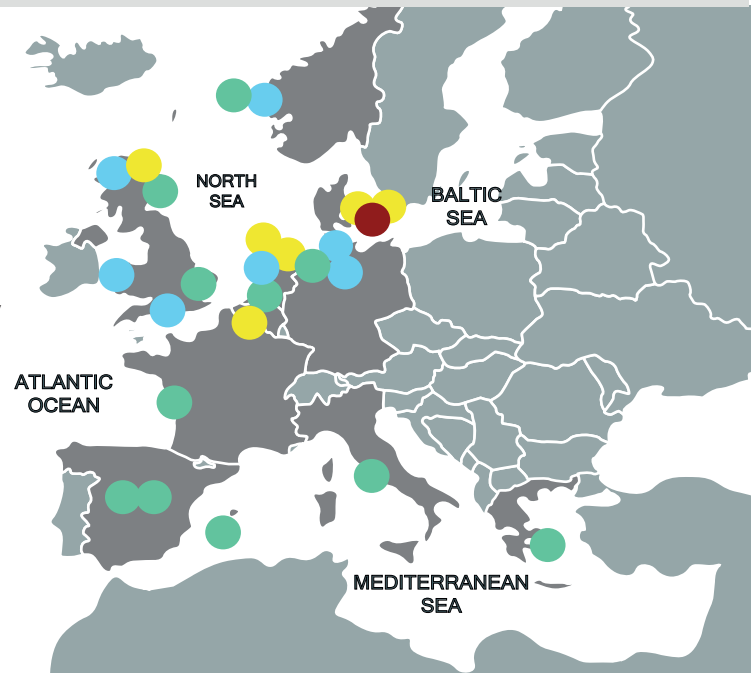 NORTH
SEA
BALTIC
SEA
ATLANTIC
OCEAN
MEDITERRANEAN
SEA